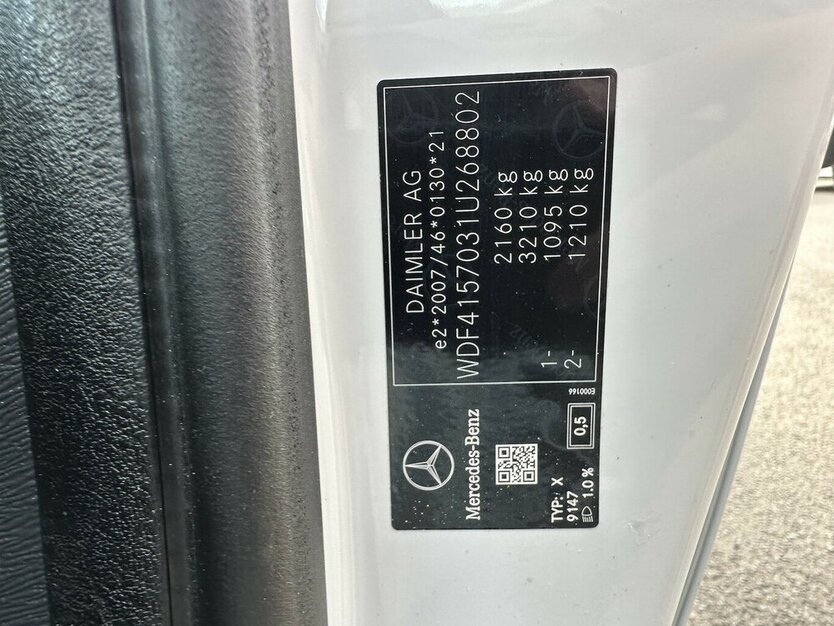 DAIMLER AG
e2*2007/46*0130*21
WDF4157031U268802
2160 kg
3210 kg
1- 1095 kg
2- 1210 kg
Mercedes-Benz
E000166
0,5
TYP: X
9147
1.0 %